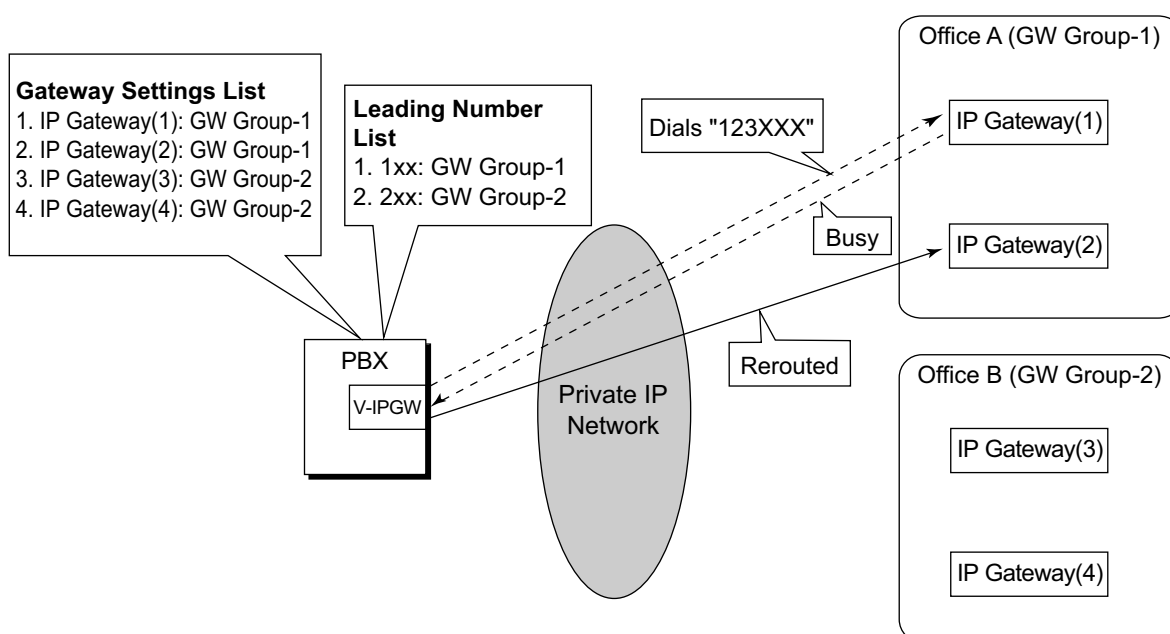 Gateway Settings List
1. IP Gateway(1): GW Group-1
2. IP Gateway(2): GW Group-1
3. IP Gateway(3): GW Group-2
4. IP Gateway(4): GW Group-2
Leading Number
List
1. 1xx: GW Group-1
2. 2xx: GW Group-2
Dials "123XXX"
Busy
Rerouted
PBX
V-IPGW
Private IP
Network
Office A (GW Group-1)
IP Gateway(1)
IP Gateway(2)
Office B (GW Group-2)
IP Gateway(3)
IP Gateway(4)